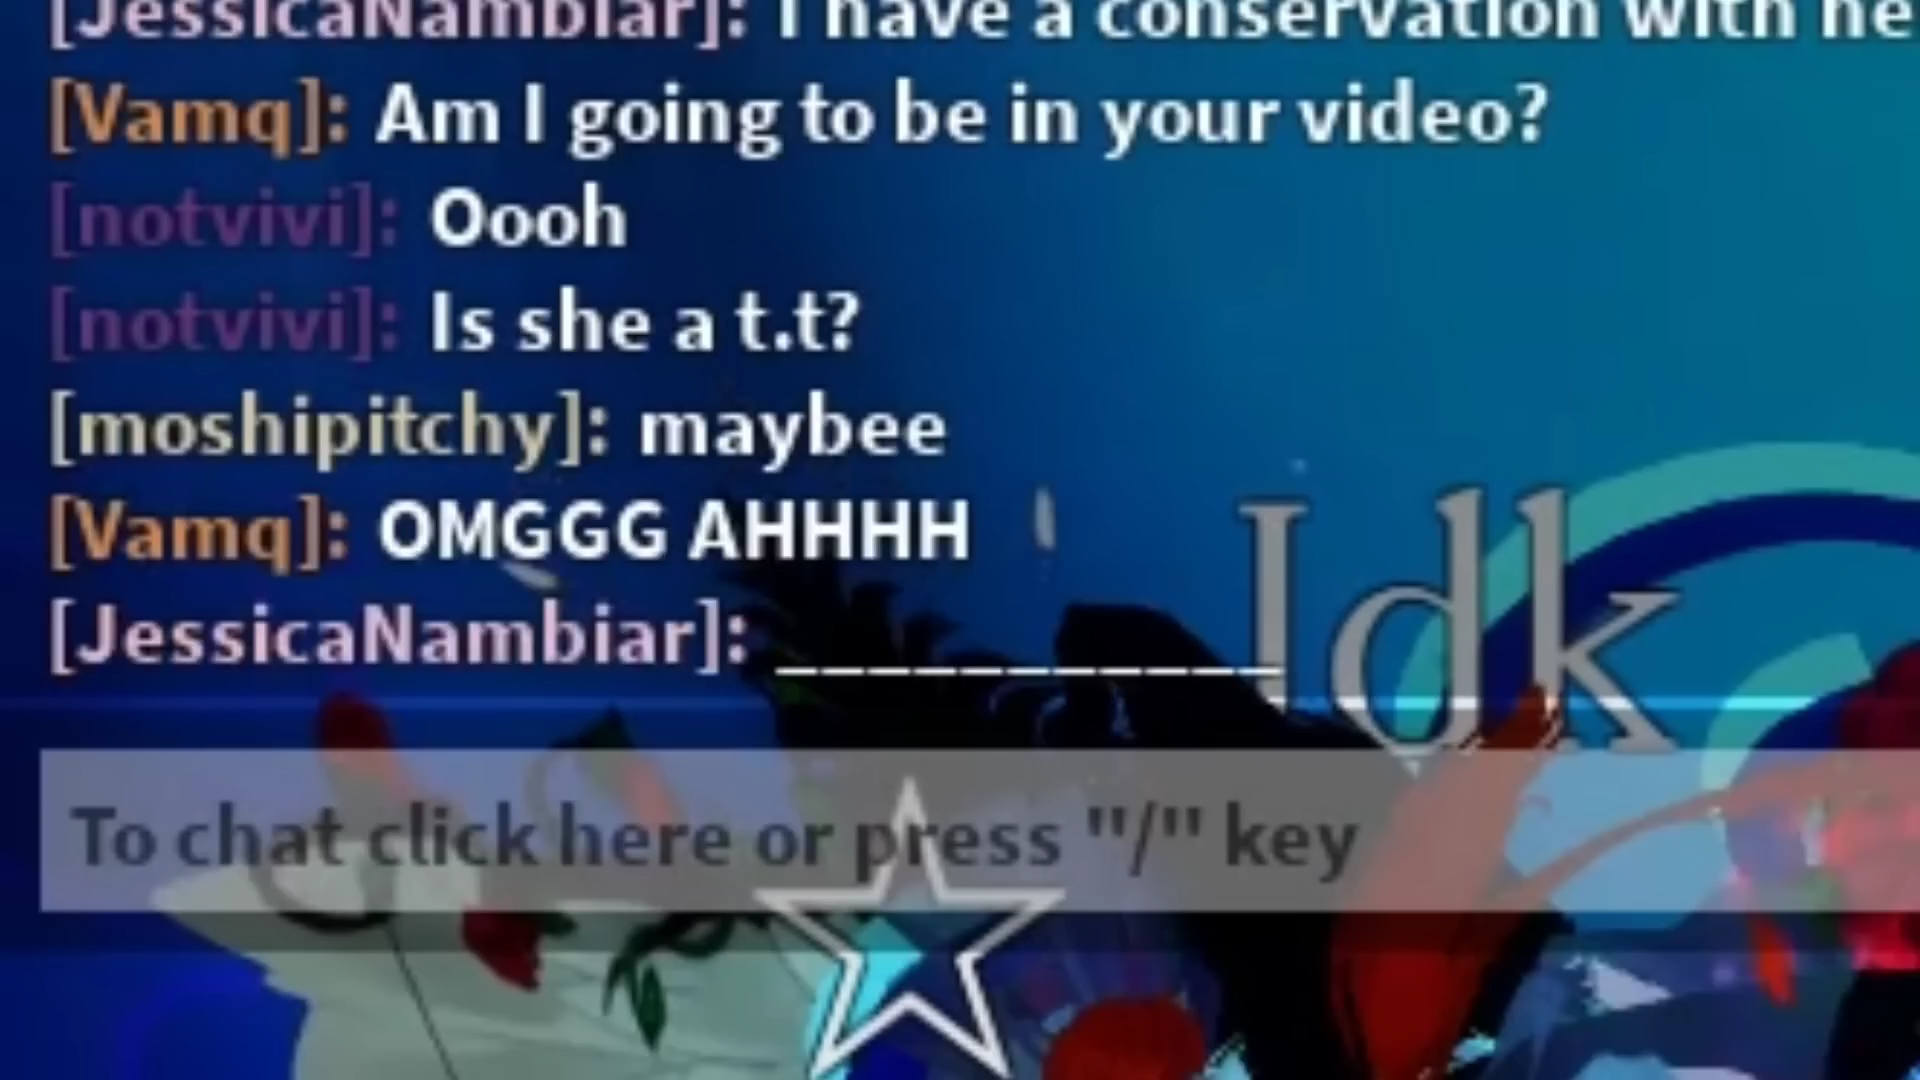 [JessicaNambiar]: I have a conservation with he
[Vamq]: Am I going to be in your video?
[notvivi]: Oooh
[notvivi]: Is she a t.t?
[moshipitchy]: maybee
[Vamq]: OMGGG AHHHH
[JessicaNambiar]: ___________
Idk
To chat click here or press "/" key